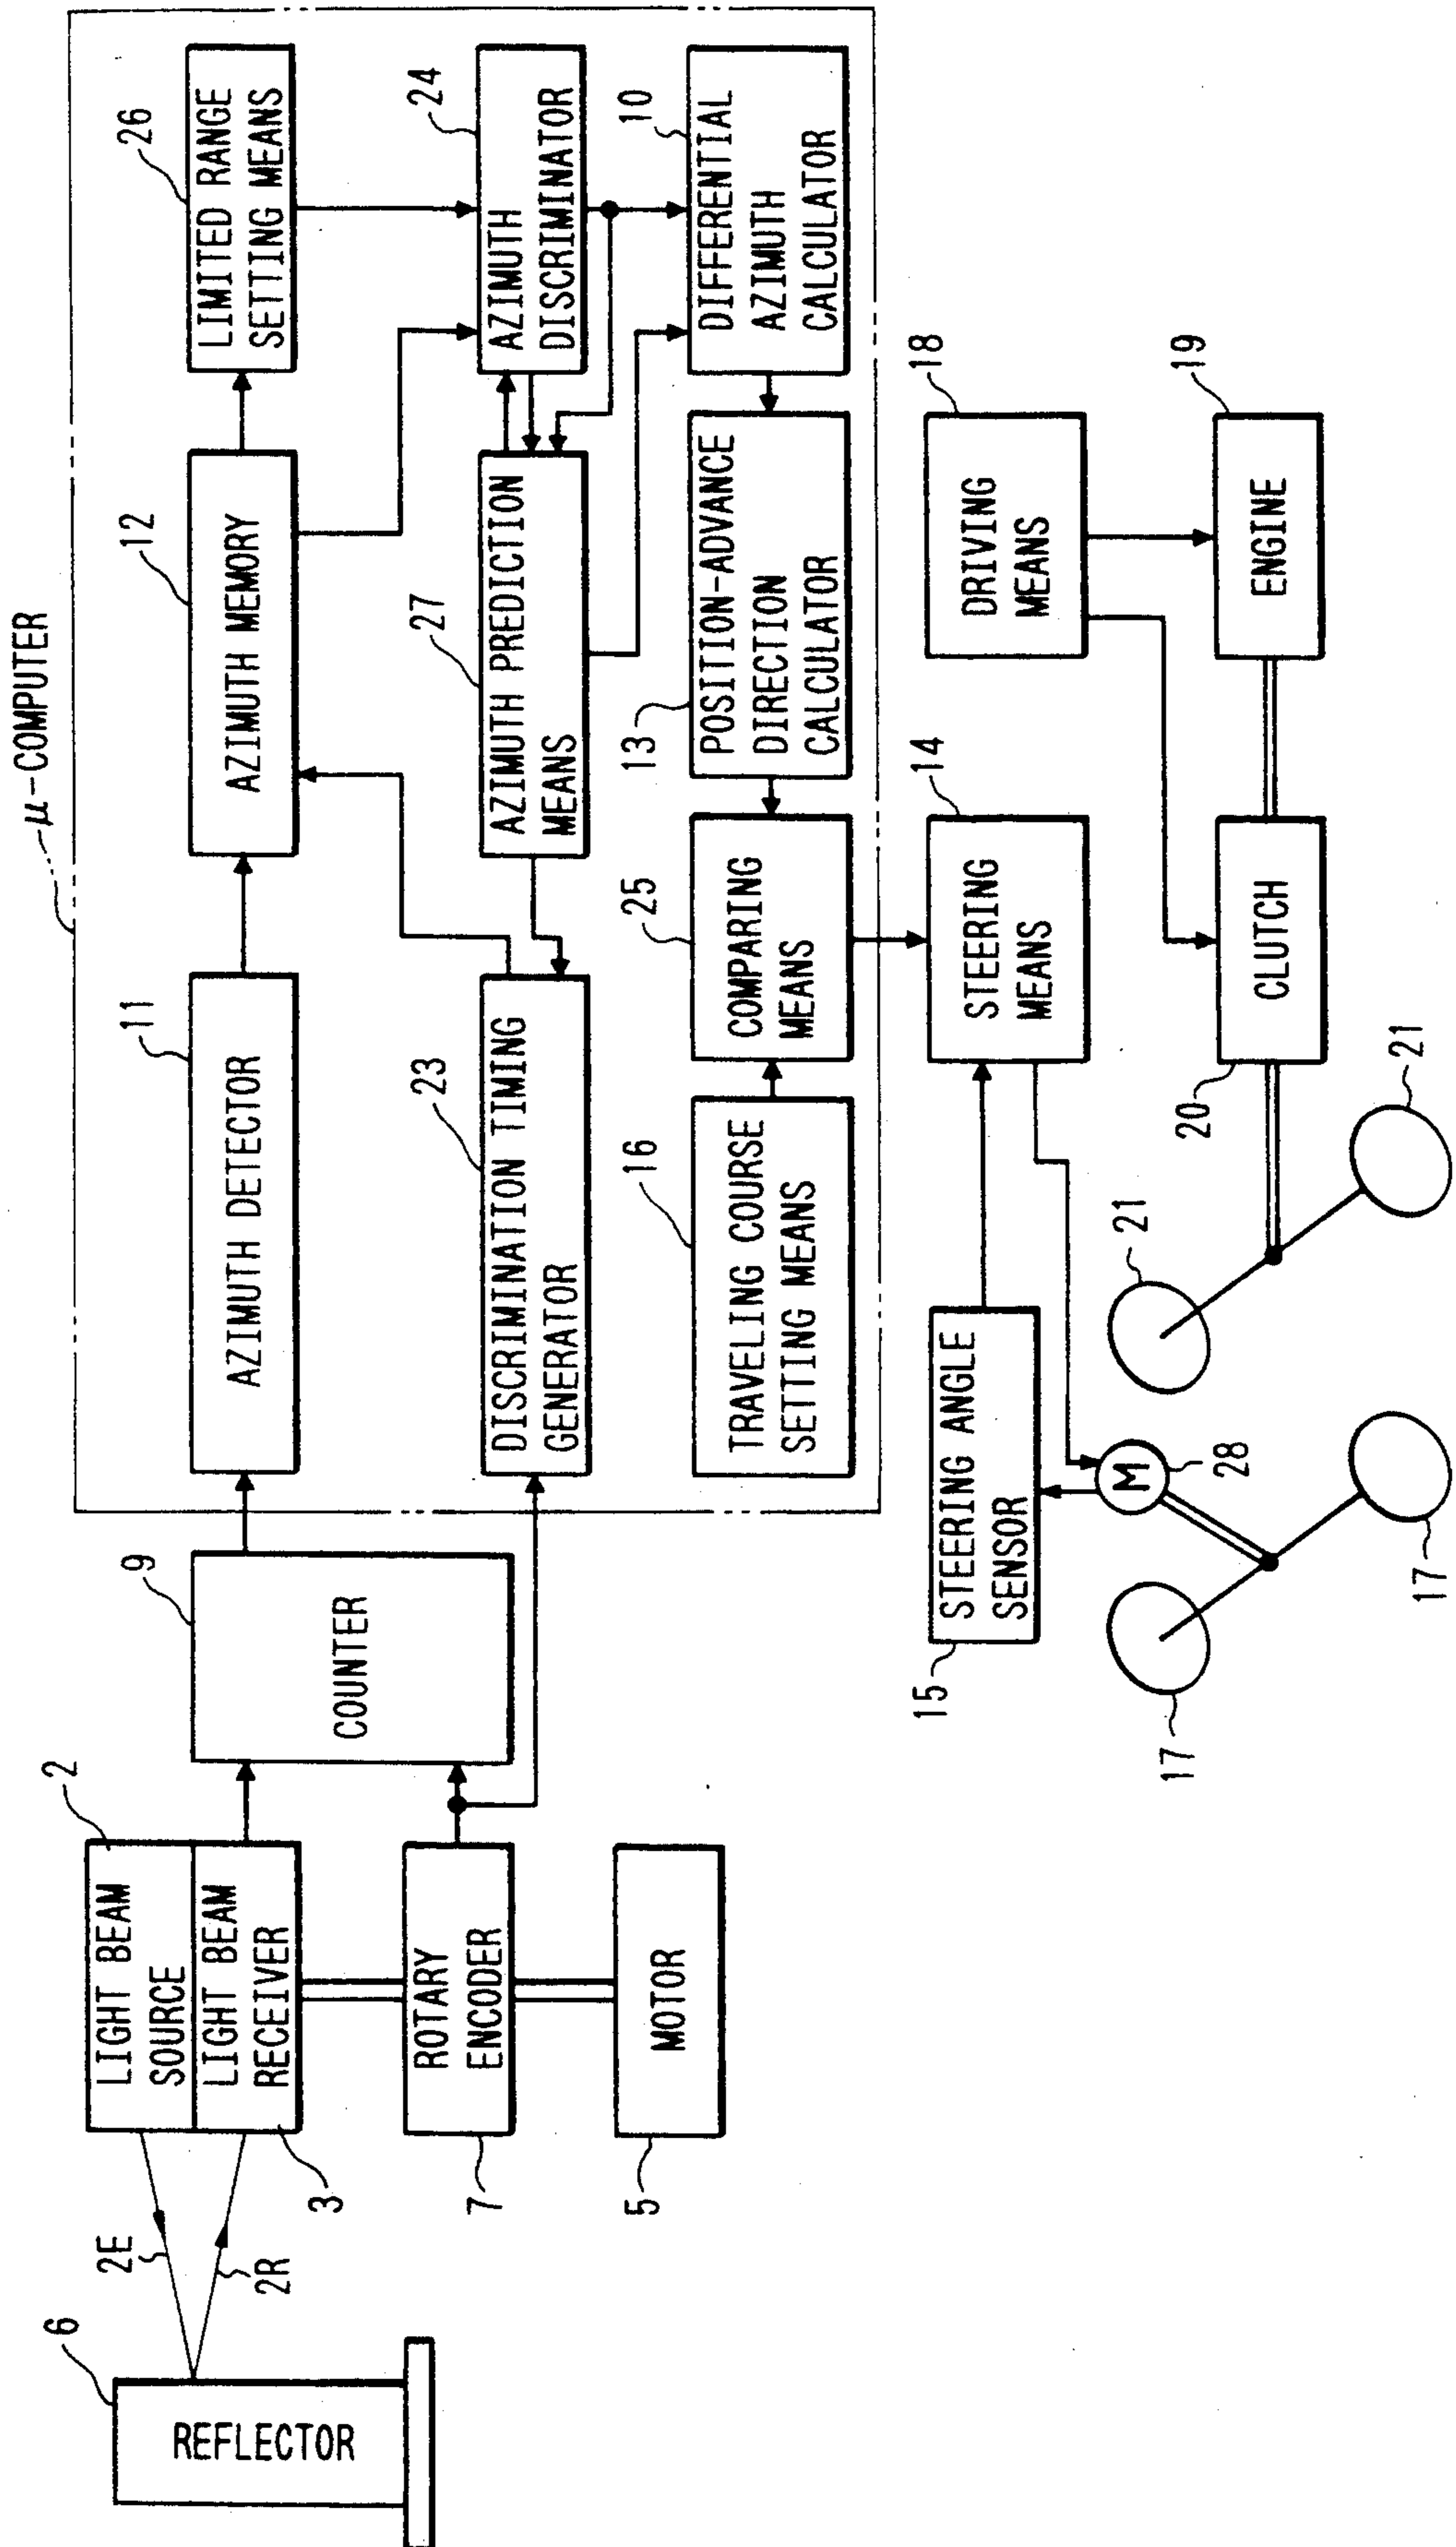 μ-COMPUTER
6
REFLECTOR
2E
2R
2
LIGHT BEAM
SOURCE
LIGHT BEAM
RECEIVER
3
ROTARY
ENCODER
7
MOTOR
5
9
COUNTER
11
AZIMUTH DETECTOR
12
AZIMUTH MEMORY
26
LIMITED RANGE
SETTING MEANS
23
DISCRIMINATION TIMING
GENERATOR
27
AZIMUTH PREDICTION
MEANS
24
AZIMUTH
DISCRIMINATOR
16
TRAVELING COURSE
SETTING MEANS
25
COMPARING
MEANS
13
POSITION-ADVANCE
DIRECTION
CALCULATOR
10
DIFFERENTIAL
AZIMUTH
CALCULATOR
15
STEERING ANGLE
SENSOR
14
STEERING
MEANS
18
DRIVING
MEANS
M
28
17
17
21
21
20
CLUTCH
19
ENGINE